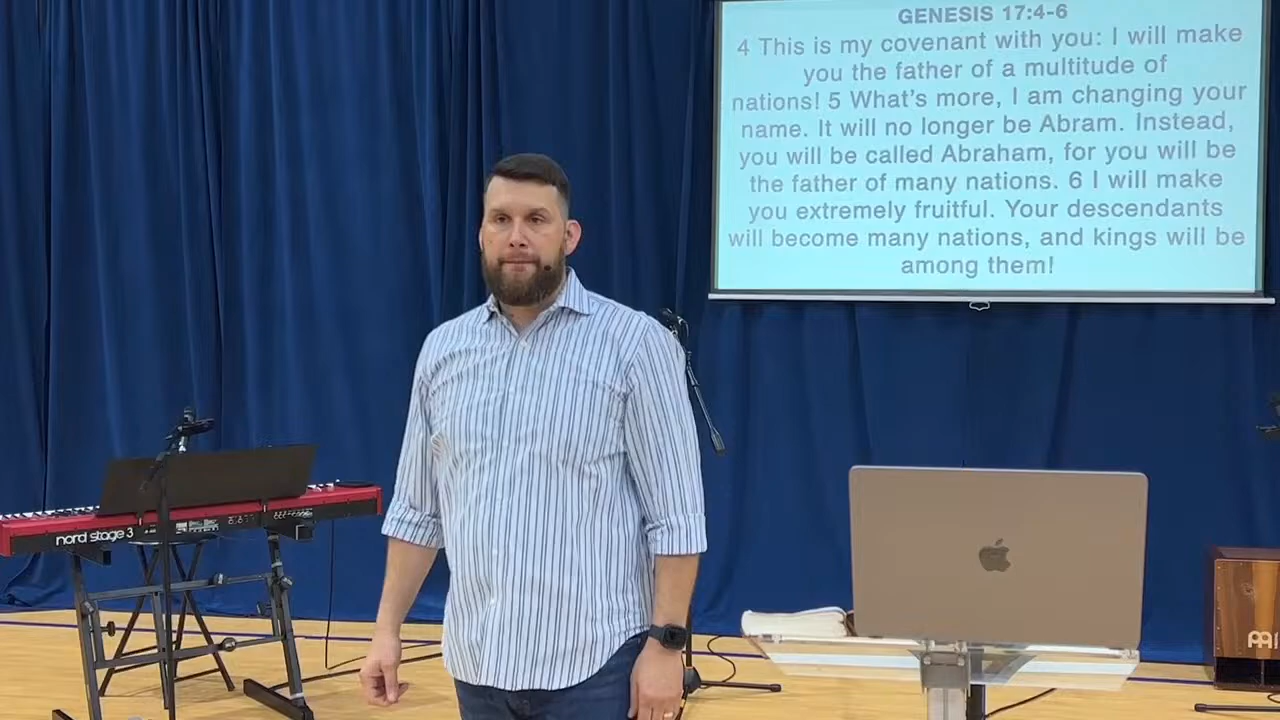 GENESIS 17:4-6
4 This is my covenant with you: I will make
you the father of a multitude of
nations! 5 What's more, I am changing your
name. It will no longer be Abram. Instead,
you will be called Abraham, for you will be
the father of many nations. 6 I will make
you extremely fruitful. Your descendants
will become many nations, and kings will be
among them!
nord stage 3